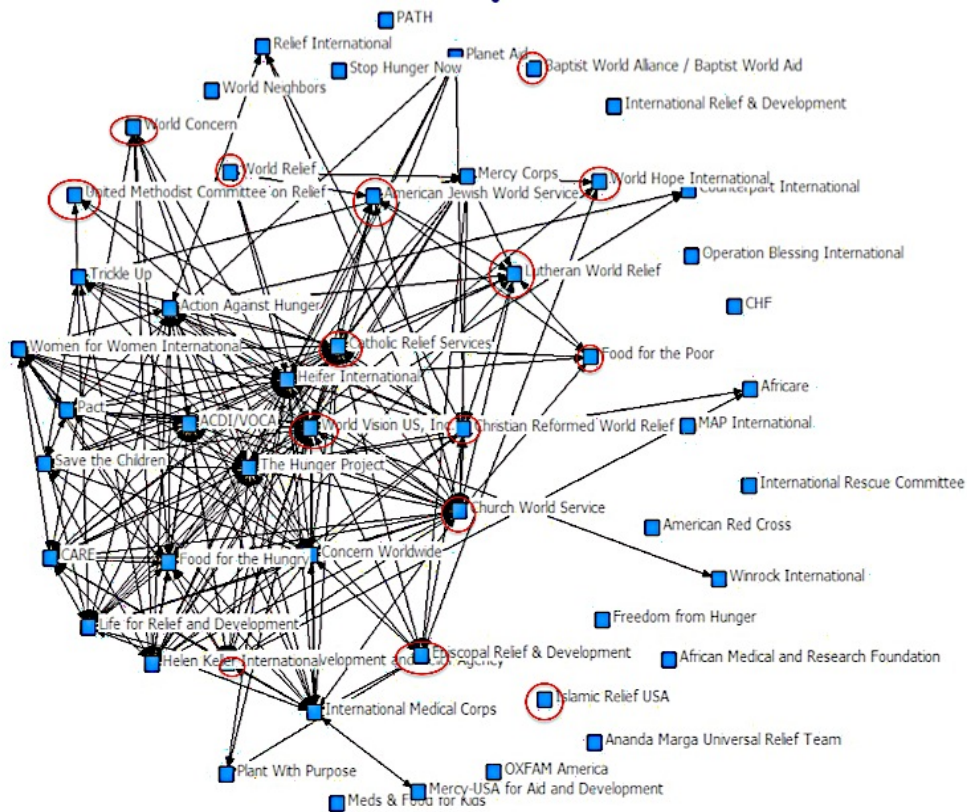 PATH
Relief International
Planet Aid
Stop Hunger Now
Baptist World Alliance / Baptist World Aid
World Neighbors
International Relief & Development
World Concern
World Relief
Mercy Corps
World Hope International
United Methodist Committee on Relief
American Jewish World Service
Counterpart International
Operation Blessing International
Trickle Up
Lutheran World Relief
Action Against Hunger
CHF
Women for Women International
Catholic Relief Services
Food for the Poor
Heifer International
Africare
Pact
ACDI/VOCA
World Vision US, Inc.
Christian Reformed World Relief
MAP International
Save the Children
The Hunger Project
International Rescue Committee
Church World Service
American Red Cross
CARE
Food for the Hungry
Concern Worldwide
Winrock International
Life for Relief and Development
Freedom from Hunger
Helen Keller International
velopment and
Agency
Episcopal Relief & Development
African Medical and Research Foundation
Islamic Relief USA
International Medical Corps
Ananda Marga Universal Relief Team
Plant With Purpose
OXFAM America
Mercy-USA for Aid and Development
Meds & Food for Kids